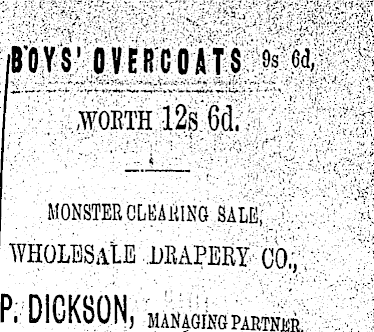 BOYS' OVERCOATS 9s 6d,
WORTH 12s 6d.
MONSTER CLEARING SALE,
WHOLESALE DRAPERY CO.,
P. DICKSON, MANAGING PARTNER.